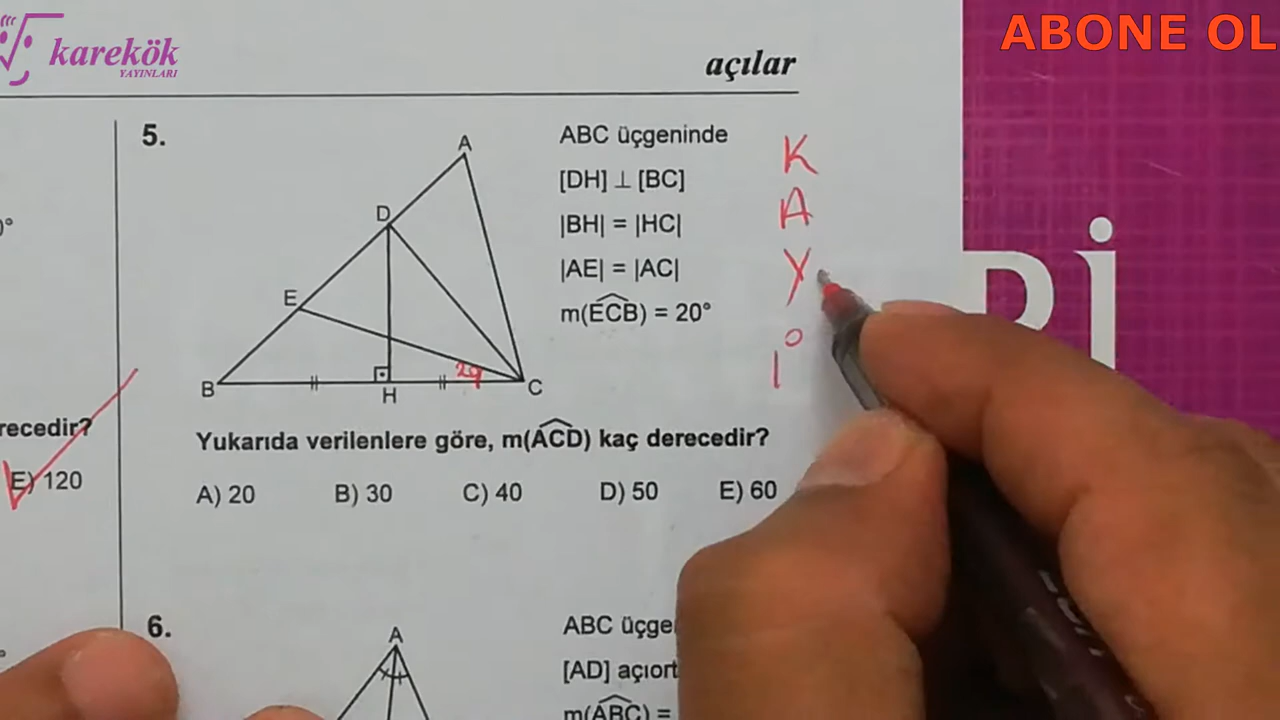 karekök
YAYINLARI
ABONE OL
açılar
5.
A
D
E
B
H
C
20
ABC üçgeninde
[DH] ⊥ [BC]
|BH| = |HC|
|AE| = |AC|
m(ECB) = 20°
K
A
Y
I
Yukarıda verilenlere göre, m(ACD) kaç derecedir?
A) 20 B) 30 C) 40 D) 50 E) 60
recedir?
E) 120
6.
A
ABC üçge
[AD] açıort
m(ABC) =